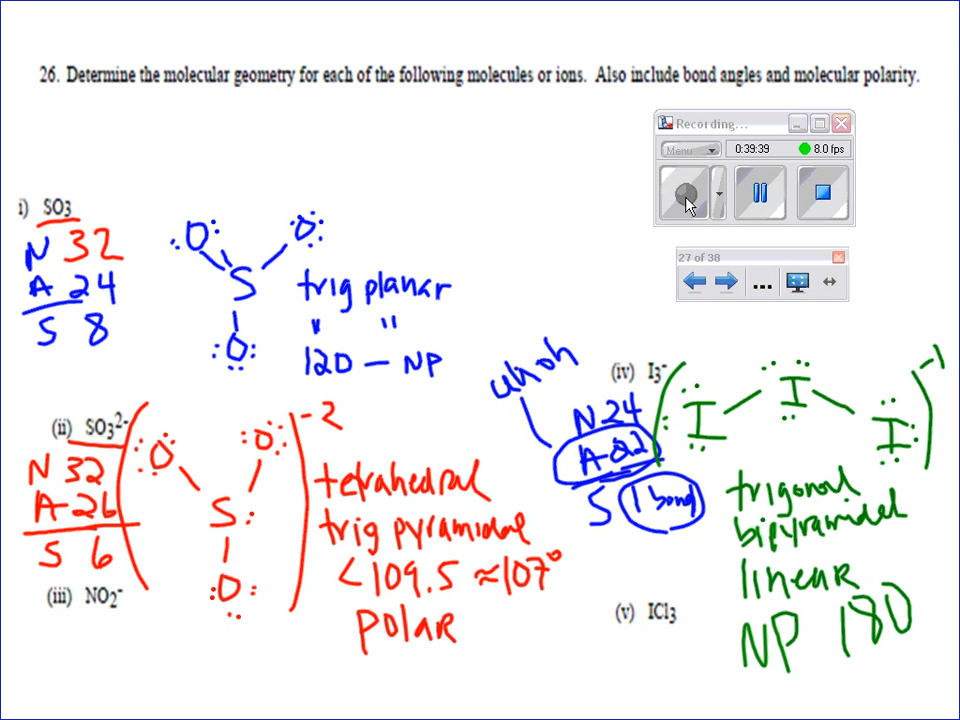 26. Determine the molecular geometry for each of the following molecules or ions. Also include bond angles and molecular polarity.
Recording...
Menu
0:39:39
8.0 fps
27 of 38
i) SO3
N 32
A 24
S 8
:O:
O:
S
:O:
trig planar
" "
120 - NP
(ii) SO3²-
N 32
A-26
S 6
:O
:O:
S:
:O:
-2
tetrahedral
trig pyramidal
<109.5 ≈107°
polar
(iii) NO2-
uh oh
(iv) I3-
N 24
A-22
S 1 bond
I I I
-1
trigonal
bipyramidal
linear
NP 180
(v) ICl3